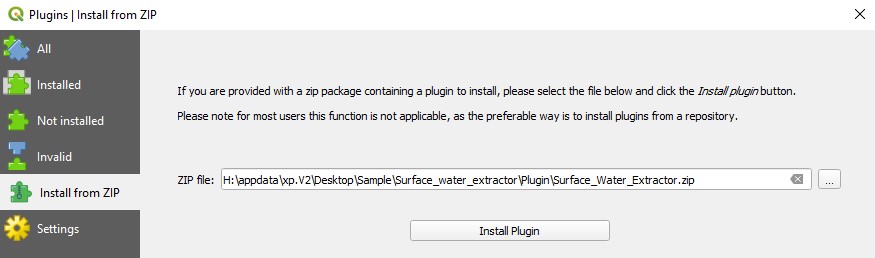 Plugins | Install from ZIP
All
Installed
Not installed
Invalid
Install from ZIP
Settings
If you are provided with a zip package containing a plugin to install, please select the file below and click the Install plugin button.
Please note for most users this function is not applicable, as the preferable way is to install plugins from a repository.
ZIP file: H:\appdata\xp.V2\Desktop\Sample\Surface_water_extractor\Plugin\Surface_Water_Extractor.zip ...
Install Plugin